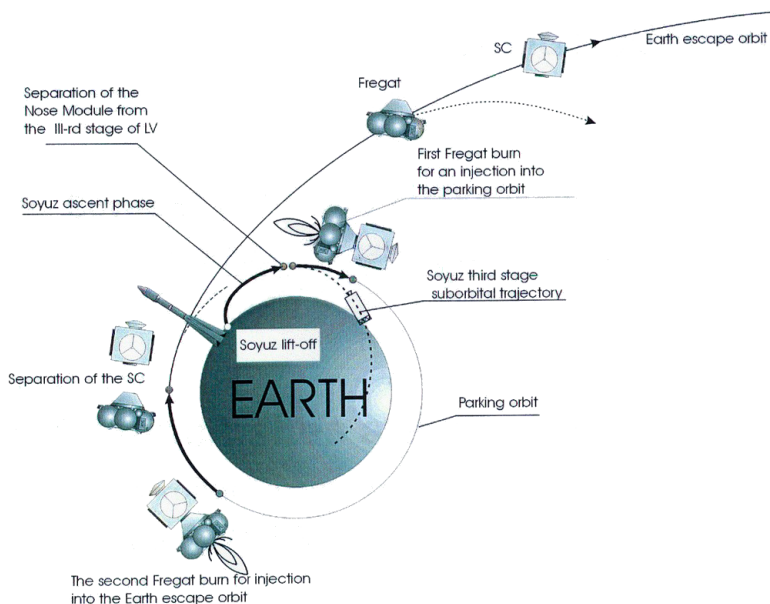 SC
Earth escape orbit
Fregat
Separation of the
Nose Module from
the III-rd stage of LV
First Fregat burn
for an injection into
the parking orbit
Soyuz ascent phase
Soyuz third stage
suborbital trajectory
Soyuz lift-off
Separation of the SC
EARTH
Parking orbit
The second Fregat burn for injection
into the Earth escape orbit